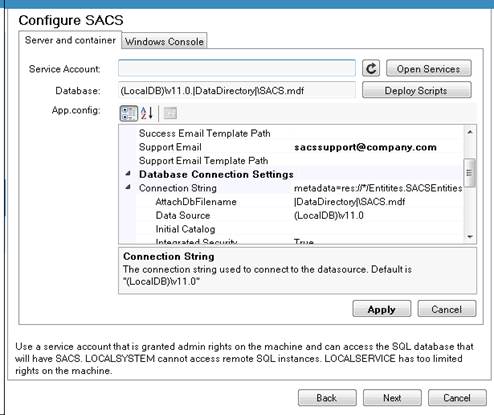 Configure SACS
Server and container Windows Console
Service Account: Open Services
Database: (LocalDB)\v11.0.|DataDirectory|\SACS.mdf Deploy Scripts
App.config:
Success Email Template Path
Support Email sacssupport@company.com
Support Email Template Path
Database Connection Settings
Connection String metadata=res://*/Entitites.SACSEntities
AttachDbFilename |DataDirectory|\SACS.mdf
Data Source (LocalDB)\v11.0
Initial Catalog
Integrated Security True
Connection String
The connection string used to connect to the datasource. Default is
"(LocalDB)\v11.0"
Apply Cancel
Use a service account that is granted admin rights on the machine and can access the SQL database that
will have SACS. LOCALSYSTEM cannot access remote SQL instances. LOCALSERVICE has too limited
rights on the machine.
Back Next Cancel